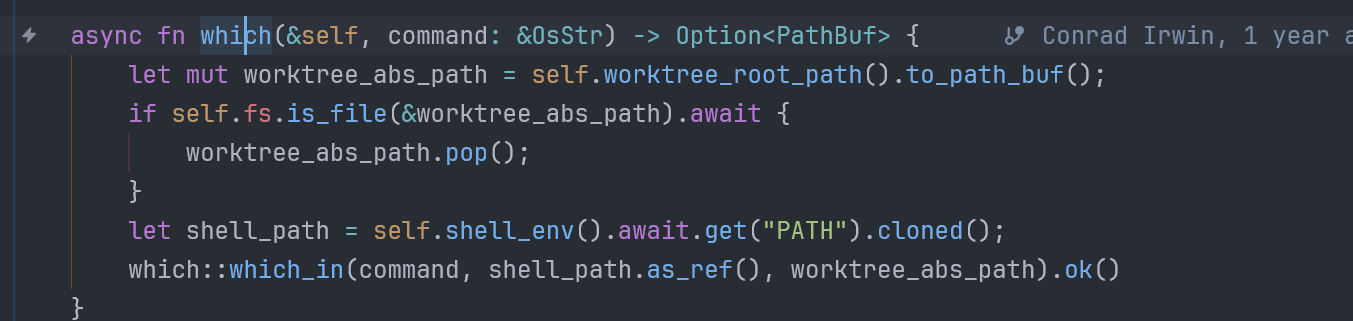 async fn which(&self, command: &OsStr) -> Option<PathBuf> { Conrad Irwin, 1 year a
let mut worktree_abs_path = self.worktree_root_path().to_path_buf();
if self.fs.is_file(&worktree_abs_path).await {
worktree_abs_path.pop();
}
let shell_path = self.shell_env().await.get("PATH").cloned();
which::which_in(command, shell_path.as_ref(), worktree_abs_path).ok()
}